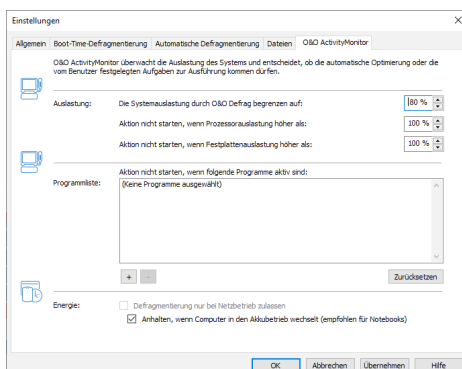 Einstellungen
Allgemein Boot-Time-Defragmentierung Automatische Defragmentierung Dateien O&O ActivityMonitor
O&O ActivityMonitor überwacht die Auslastung des Systems und entscheidet, ob die automatische Optimierung oder die
vom Benutzer festgelegten Aufgaben zur Ausführung kommen dürfen.
Auslastung: Die Systemauslastung durch O&O Defrag begrenzen auf: 80 %
Aktion nicht starten, wenn Prozessorauslastung höher als: 100 %
Aktion nicht starten, wenn Festplattenauslastung höher als: 100 %
Aktion nicht starten, wenn folgende Programme aktiv sind:
Programmliste: (Keine Programme ausgewählt)
+ - Zurücksetzen
Energie: Defragmentierung nur bei Netzbetrieb zulassen
Anhalten, wenn Computer in den Akkubetrieb wechselt (empfohlen für Notebooks)
OK Abbrechen Übernehmen Hilfe